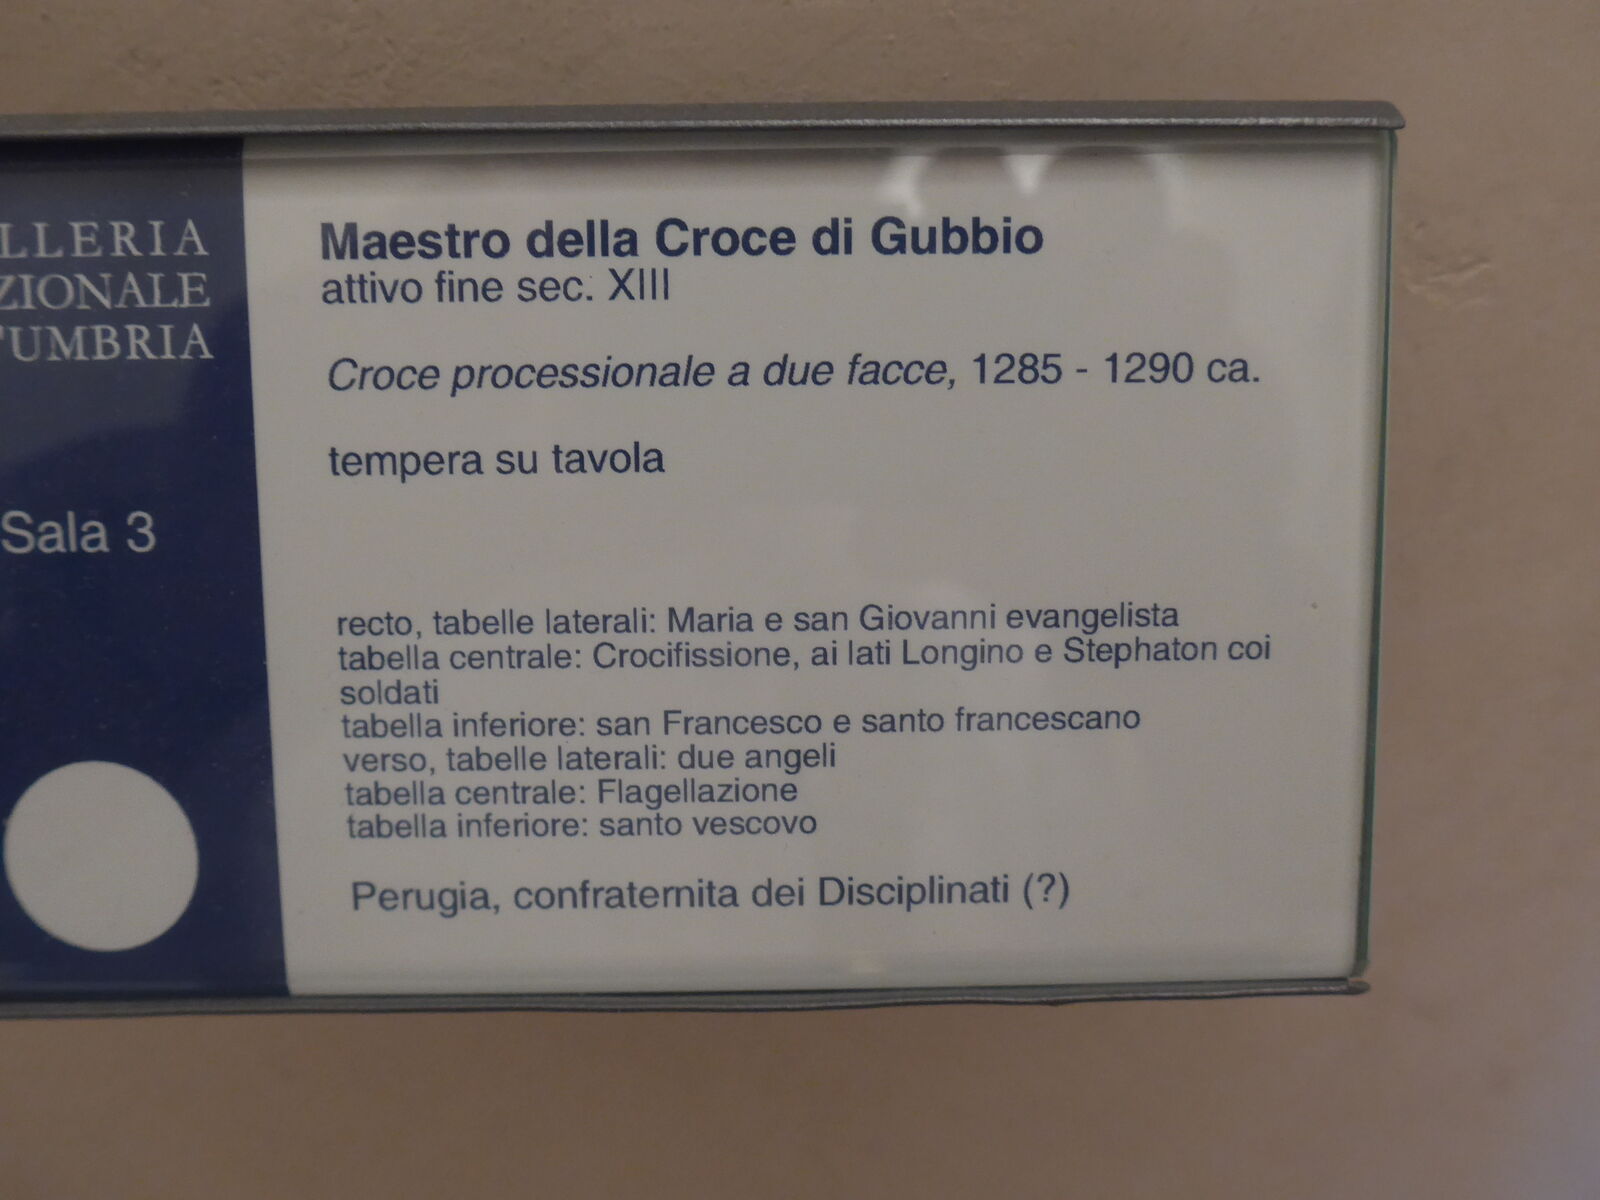 LLERIA
ZIONALE
'UMBRIA
Sala 3
Maestro della Croce di Gubbio
attivo fine sec. XIII
Croce processionale a due facce, 1285 - 1290 ca.
tempera su tavola
recto, tabelle laterali: Maria e san Giovanni evangelista
tabella centrale: Crocifissione, ai lati Longino e Stephaton coi
soldati
tabella inferiore: san Francesco e santo francescano
verso, tabelle laterali: due angeli
tabella centrale: Flagellazione
tabella inferiore: santo vescovo
Perugia, confraternita dei Disciplinati (?)